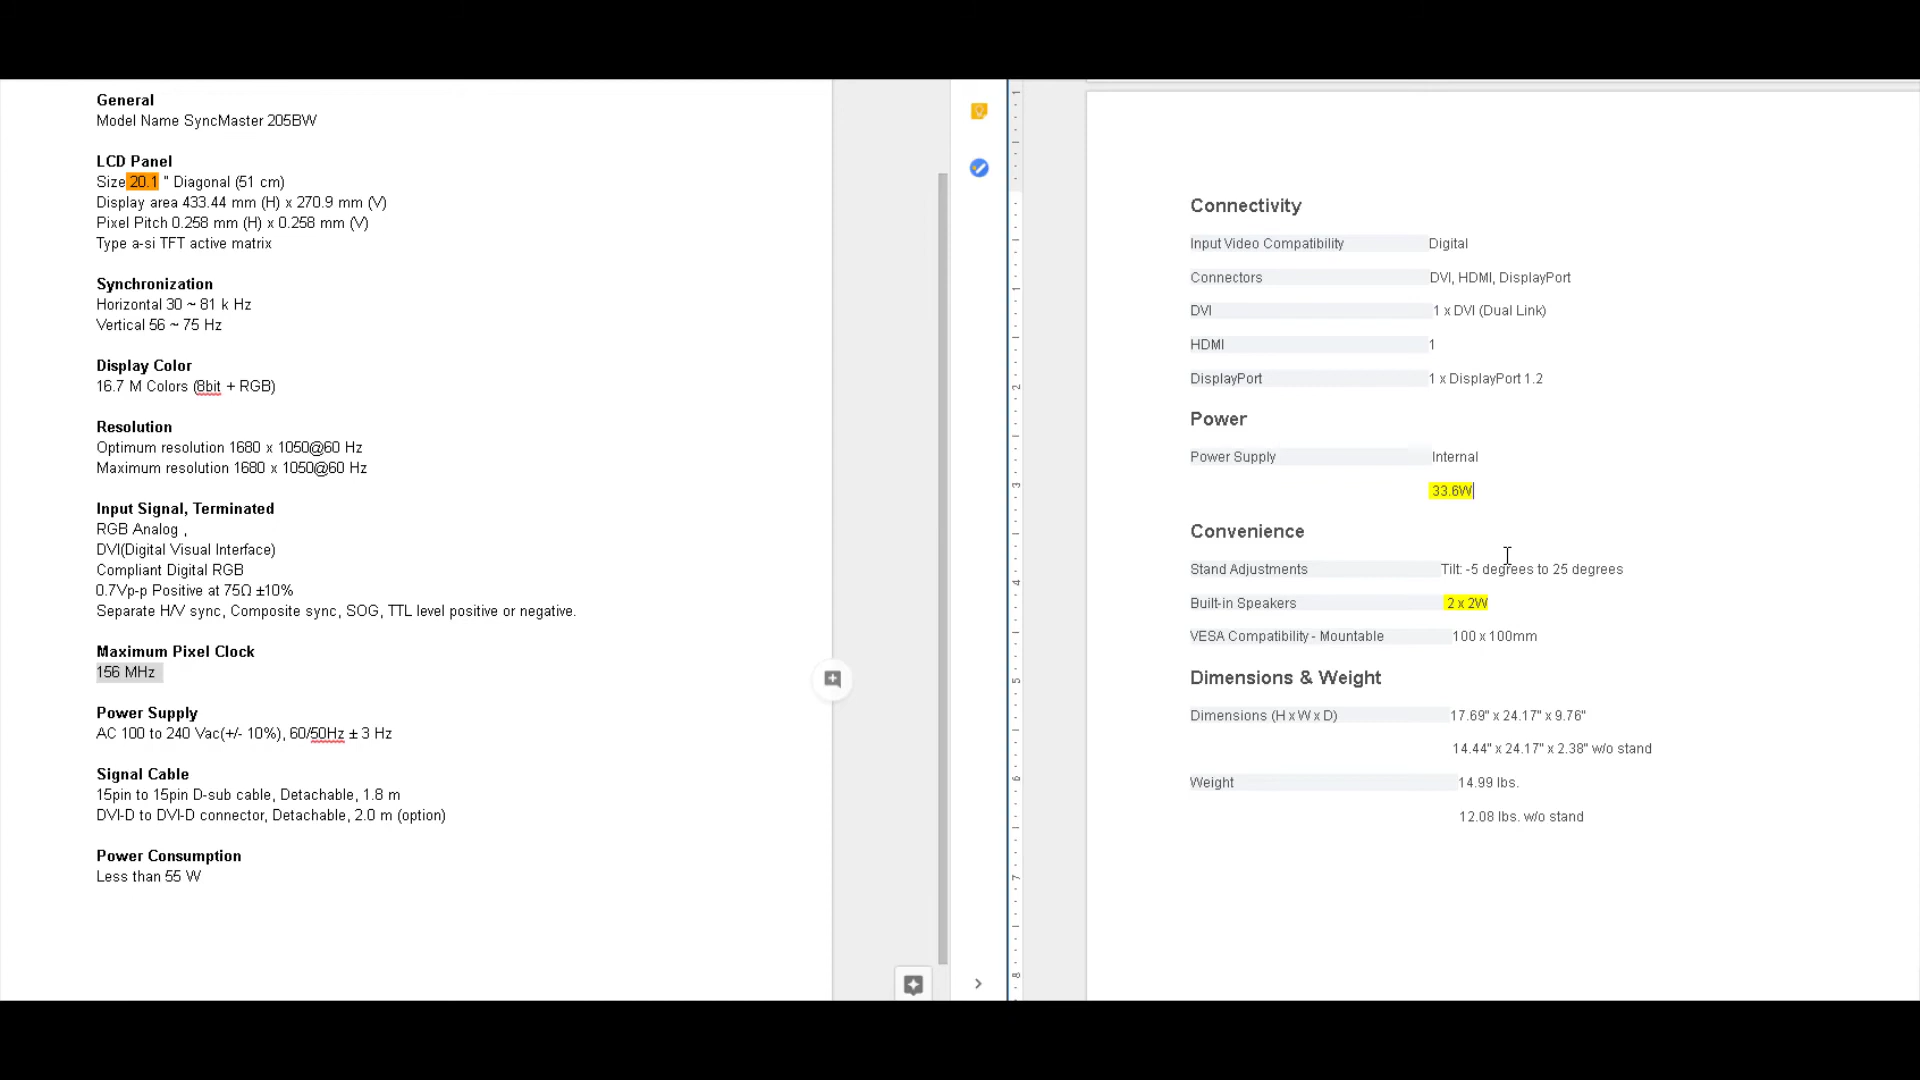 General
Model Name SyncMaster 205BW
LCD Panel
Size 20.1 " Diagonal (51 cm)
Display area 433.44 mm (H) x 270.9 mm (V)
Pixel Pitch 0.258 mm (H) x 0.258 mm (V)
Type a-si TFT active matrix
Synchronization
Horizontal 30 ~ 81 k Hz
Vertical 56 ~ 75 Hz
Display Color
16.7 M Colors (8bit + RGB)
Resolution
Optimum resolution 1680 x 1050@60 Hz
Maximum resolution 1680 x 1050@60 Hz
Input Signal, Terminated
RGB Analog ,
DVI(Digital Visual Interface)
Compliant Digital RGB
0.7Vp-p Positive at 75Ω ±10%
Separate H/V sync, Composite sync, SOG, TTL level positive or negative.
Maximum Pixel Clock
156 MHz
Power Supply
AC 100 to 240 Vac(+/- 10%), 60/50Hz ± 3 Hz
Signal Cable
15pin to 15pin D-sub cable, Detachable, 1.8 m
DVI-D to DVI-D connector, Detachable, 2.0 m (option)
Power Consumption
Less than 55 W
1
1
2
3
4
5
6
7
8
Connectivity
Input Video Compatibility Digital
Connectors DVI, HDMI, DisplayPort
DVI 1 x DVI (Dual Link)
HDMI 1
DisplayPort 1 x DisplayPort 1.2
Power
Power Supply Internal
33.6W
Convenience
Stand Adjustments Tilt: -5 degrees to 25 degrees
Built-in Speakers 2 x 2W
VESA Compatibility - Mountable 100 x 100mm
Dimensions & Weight
Dimensions (H x W x D) 17.69" x 24.17" x 9.76"
14.44" x 24.17" x 2.38" w/o stand
Weight 14.99 lbs.
12.08 lbs. w/o stand